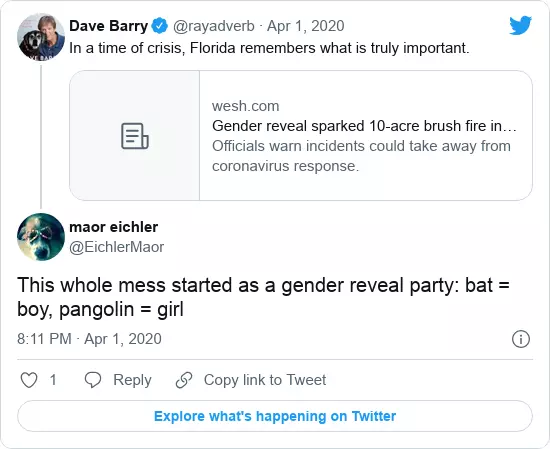 Dave Barry @rayadverb · Apr 1, 2020
In a time of crisis, Florida remembers what is truly important.
wesh.com
Gender reveal sparked 10-acre brush fire in…
Officials warn incidents could take away from
coronavirus response.
maor eichler
@EichlerMaor
This whole mess started as a gender reveal party: bat =
boy, pangolin = girl
8:11 PM · Apr 1, 2020
1 Reply Copy link to Tweet
Explore what's happening on Twitter